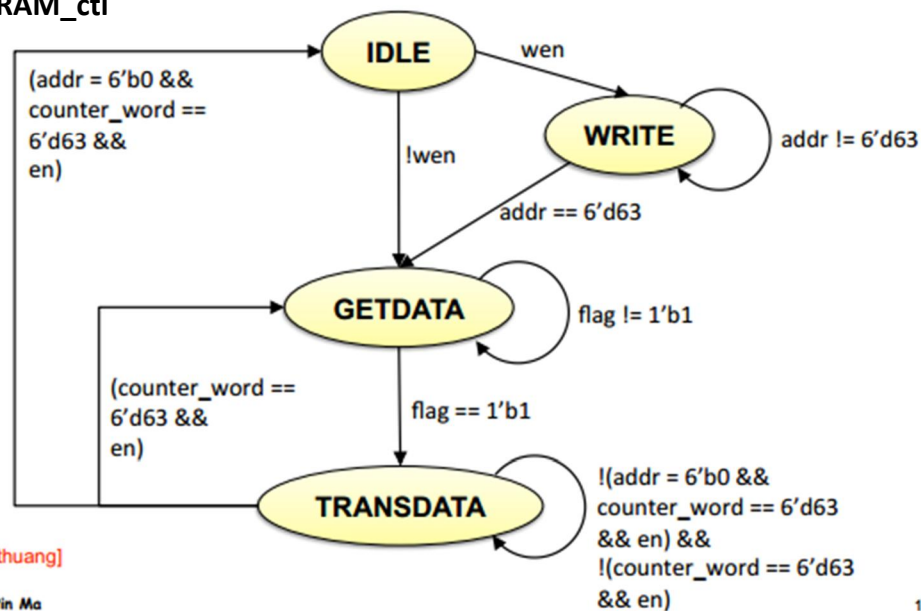 RAM_ctl
IDLE
wen
(addr = 6'b0 &&
counter_word ==
6'd63 &&
en)
WRITE
addr != 6'd63
!wen
addr == 6'd63
GETDATA
flag != 1'b1
(counter_word ==
6'd63 &&
en)
flag == 1'b1
TRANSDATA
!(addr = 6'b0 &&
counter_word == 6'd63
&& en) &&
!(counter_word == 6'd63
&& en)
thuang]
in Ma
1